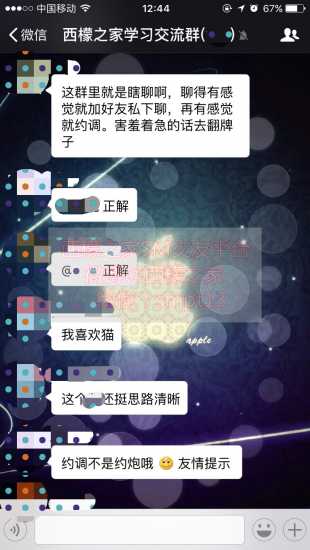 中国移动
12:44
67%
微信
西檬之家学习交流群(
这群里就是瞎聊啊，聊得有感
觉就加好友私下聊，再有感觉
就约调。害羞着急的话去翻牌
子
正解
@
正解
我喜欢猫
apple
这个
还挺思路清晰
约调不是约炮哦
友情提示